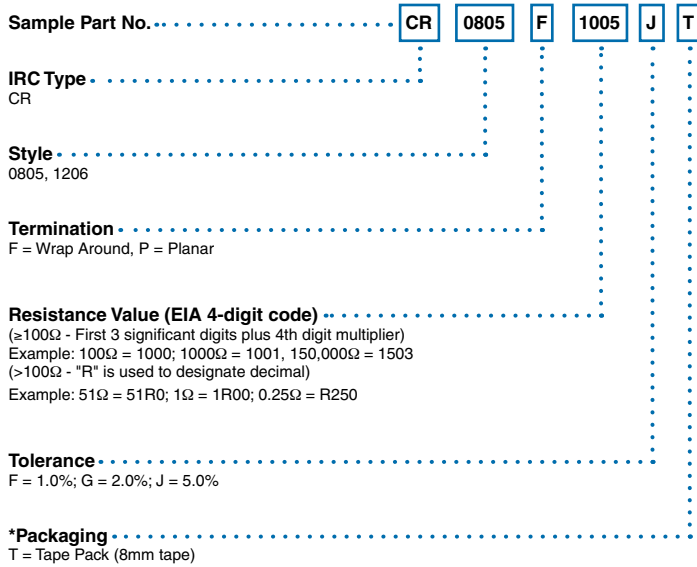 Sample Part No. CR 0805 F 1005 J T
IRC Type
CR
Style
0805, 1206
Termination
F = Wrap Around, P = Planar
Resistance Value (EIA 4-digit code)
(≥100Ω - First 3 significant digits plus 4th digit multiplier)
Example: 100Ω = 1000; 1000Ω = 1001, 150,000Ω = 1503
(>100Ω - "R" is used to designate decimal)
Example: 51Ω = 51R0; 1Ω = 1R00; 0.25Ω = R250
Tolerance
F = 1.0%; G = 2.0%; J = 5.0%
*Packaging
T = Tape Pack (8mm tape)